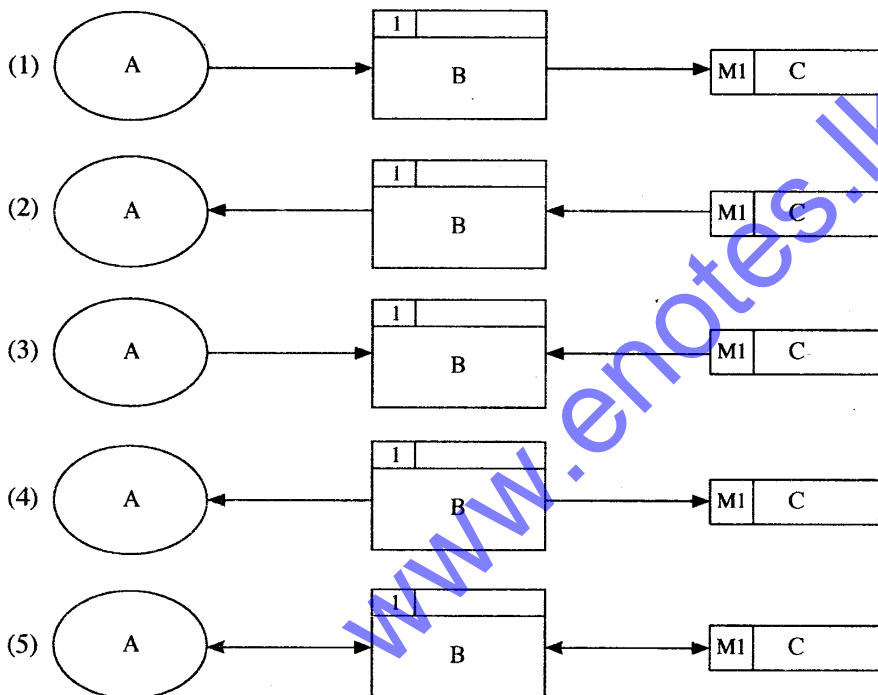 1
(1) A B M1 C
1
(2) A B M1 C
1
(3) A B M1 C
1
(4) A B M1 C
1
(5) A B M1 C
www.enotes.lk